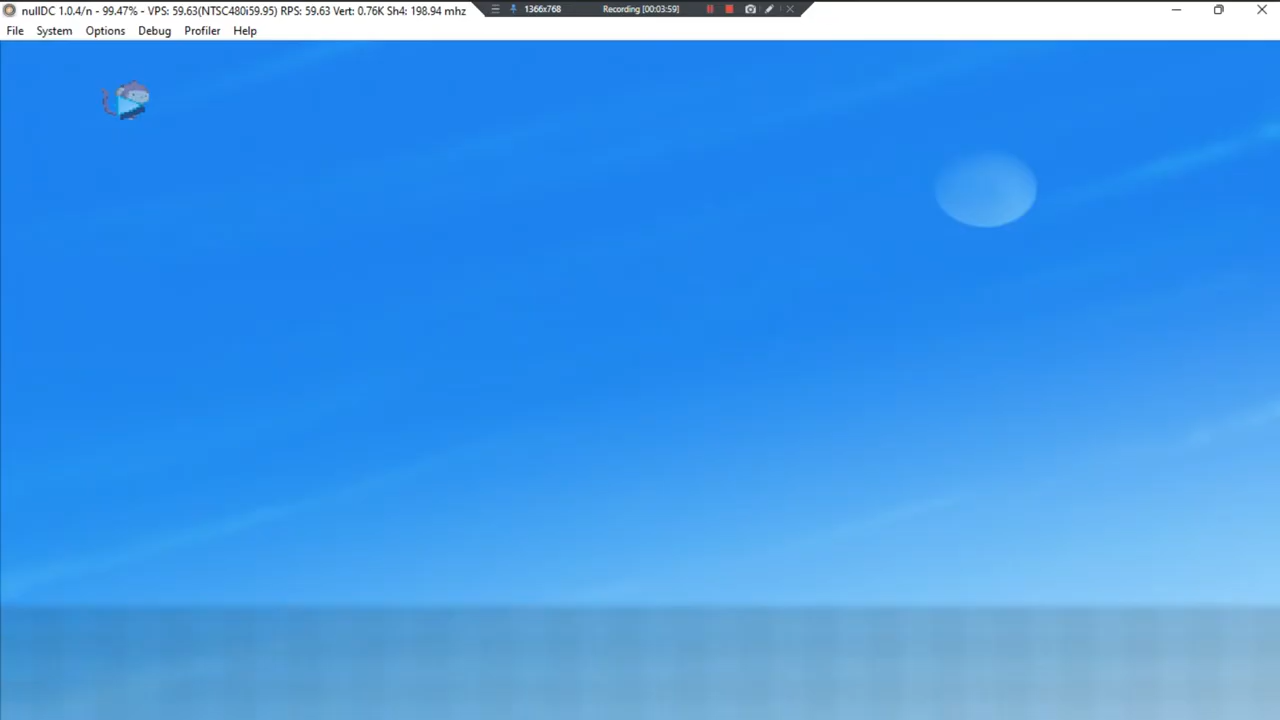 nullDC 1.0.4/n - 99.47% - VPS: 59.63(NTSC480i59.95) RPS: 59.63 Vert: 0.76K Sh4: 198.94 mhz
1366x768
Recording [00:03:59]
File System Options Debug Profiler Help